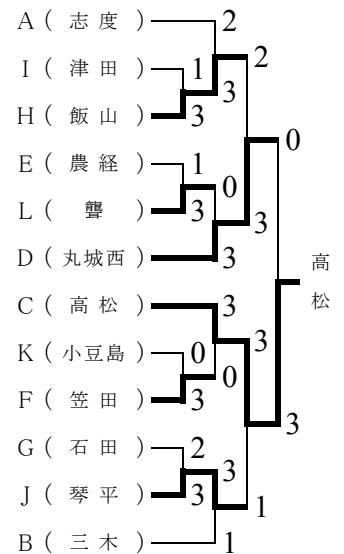 A ( 志 度 ) 2
2
I ( 津 田 ) 1
3
H ( 飯 山 ) 3
0
E ( 農 経 ) 1
0
L ( 聾 ) 3
3
D ( 丸城西 ) 3
高松
C ( 高 松 ) 3
3
K ( 小豆島 ) 0
0
F ( 笠 田 ) 3
3
G ( 石 田 ) 2
3
J ( 琴 平 ) 3
1
B ( 三 木 ) 1